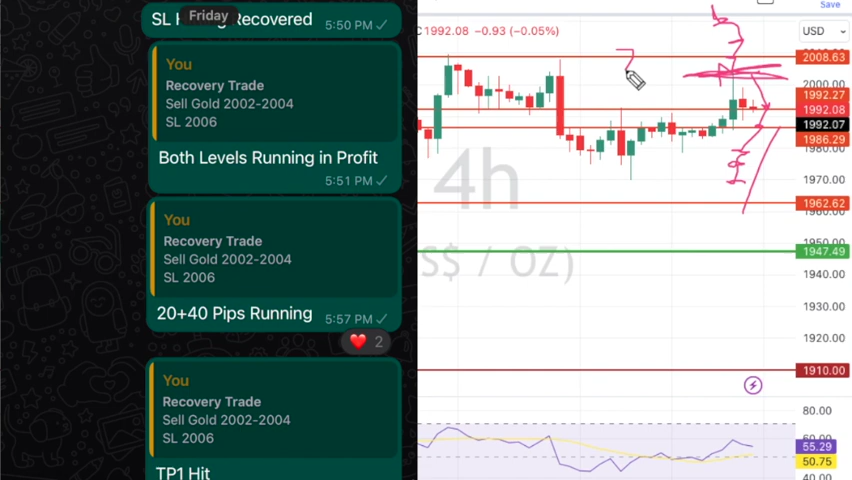 SL H
Recovered
Friday
5:50 PM
You
Recovery Trade
Sell Gold 2002-2004
SL 2006
Both Levels Running in Profit
5:51 PM
You
Recovery Trade
Sell Gold 2002-2004
SL 2006
20+40 Pips Running
5:57 PM
2
You
Recovery Trade
Sell Gold 2002-2004
SL 2006
TP1 Hit
Save
C 1992.08 −0.93 (−0.05%)
USD
2008.63
2000.00
1992.27
1992.08
1992.07
1986.29
1980.00
1970.00
1962.62
1960.00
1947.49
1940.00
1930.00
1920.00
1910.00
4h
S$ / OZ)
80.00
60.00
55.29
50.75
40.00